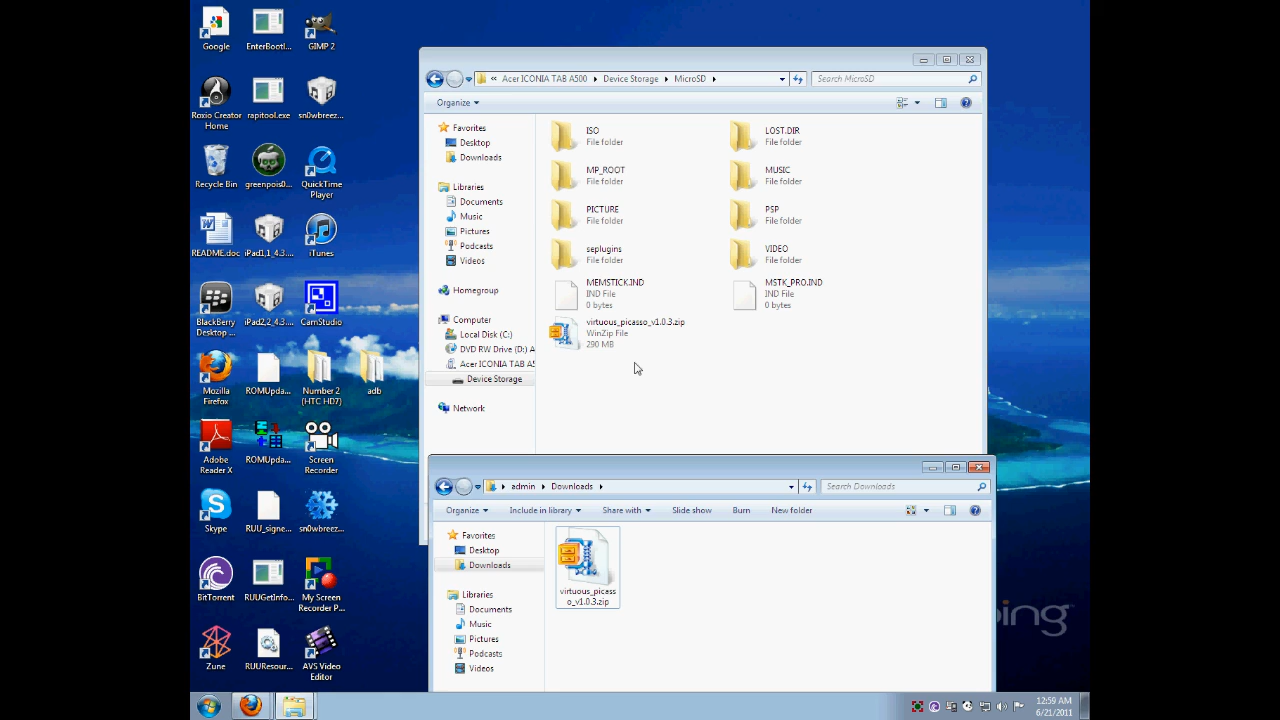 Google
EnterBootl...
GIMP 2
Roxio Creator
Home
rapitool.exe
sn0wbreez...
Recycle Bin
greenpois0...
QuickTime
Player
README.doc
iPad1,1_4.3....
iTunes
BlackBerry
Desktop ...
iPad2,2_4.3....
CamStudio
Mozilla
Firefox
ROMUpda...
Number 2
(HTC HD7)
adb
Adobe
Reader X
ROMUpda...
Screen
Recorder
Skype
RUU_signe...
sn0wbreez...
BitTorrent
RUUGetInfo...
My Screen
Recorder P...
Zune
RUUResour...
AVS Video
Editor
« Acer ICONIA TAB A500 Device Storage MicroSD
Search MicroSD
Organize
Favorites
Desktop
Downloads
Libraries
Documents
Music
Pictures
Podcasts
Videos
Homegroup
Computer
Local Disk (C:)
DVD RW Drive (D:) A
Acer ICONIA TAB A5
Device Storage
Network
ISO
File folder
LOST.DIR
File folder
MP_ROOT
File folder
MUSIC
File folder
PICTURE
File folder
PSP
File folder
seplugins
File folder
VIDEO
File folder
MEMSTICK.IND
IND File
0 bytes
MSTK_PRO.IND
IND File
0 bytes
virtuous_picasso_v1.0.3.zip
WinZip File
290 MB
admin Downloads
Search Downloads
Organize Include in library Share with Slide show Burn New folder
Favorites
Desktop
Downloads
Libraries
Documents
Music
Pictures
Podcasts
Videos
virtuous_picass
o_v1.0.3.zip
bing
12:59 AM
6/21/2011